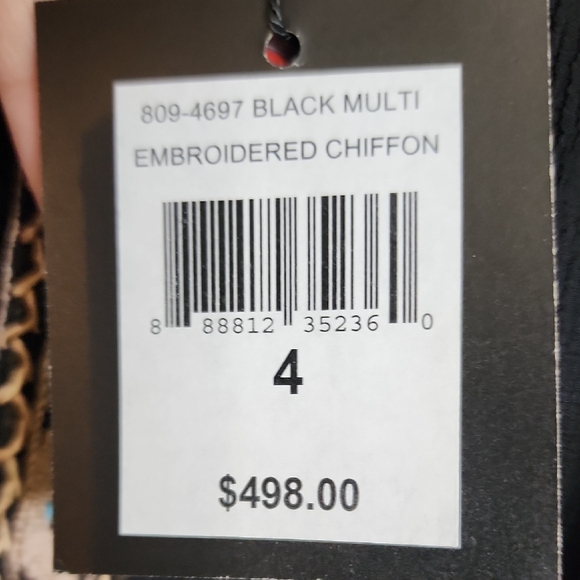 809-4697 BLACK MULTI
EMBROIDERED CHIFFON
8 88812 35236 0
4
$498.00